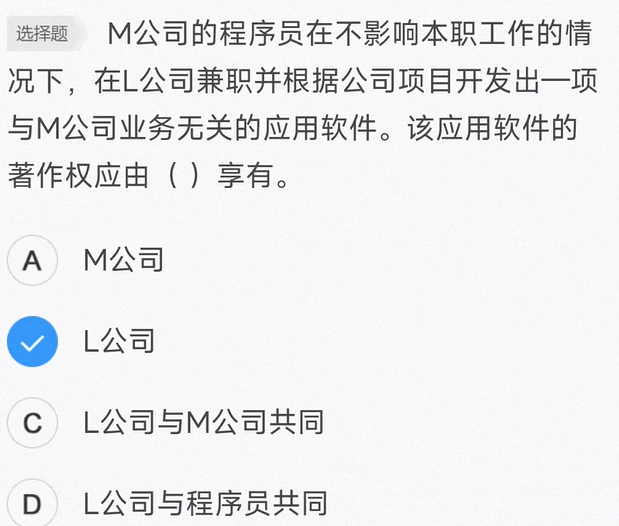 选择题 M公司的程序员在不影响本职工作的情
况下，在L公司兼职并根据公司项目开发出一项
与M公司业务无关的应用软件。该应用软件的
著作权应由（ ）享有。
A M公司
L公司
C L公司与M公司共同
D L公司与程序员共同